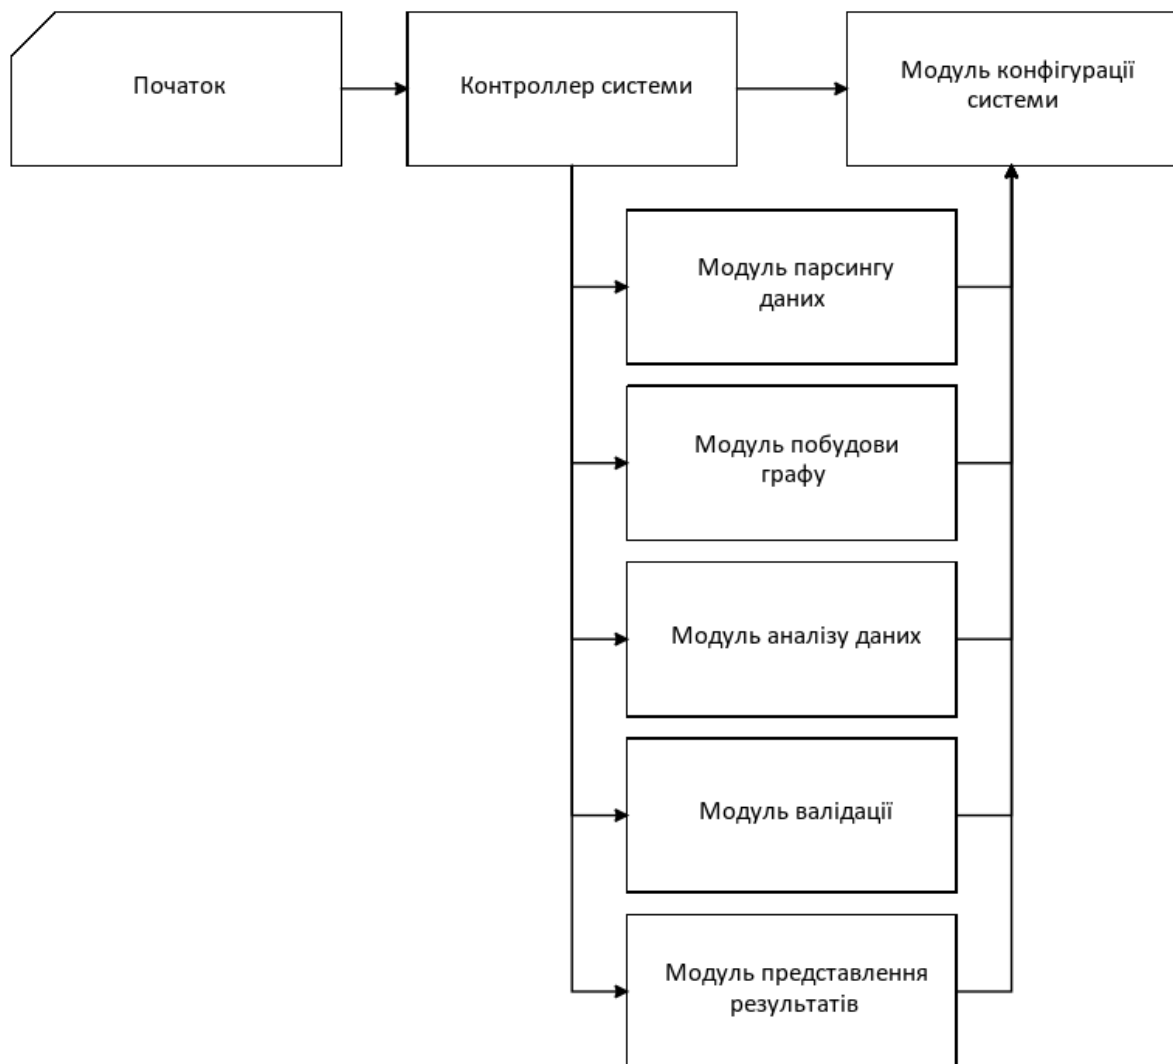 Початок
Контроллер системи
Модуль конфігурації
системи
Модуль парсингу
даних
Модуль побудови
графу
Модуль аналізу даних
Модуль валідації
Модуль представлення
результатів